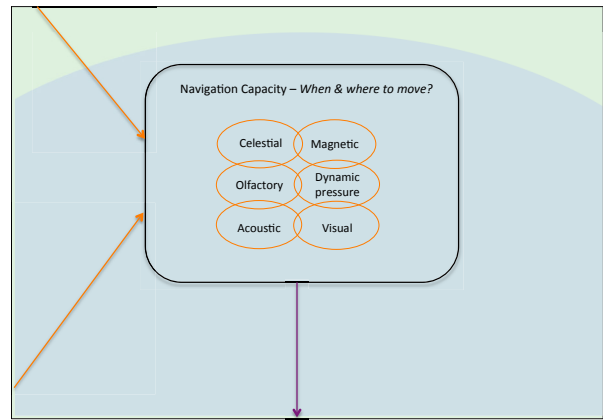 Navigation Capacity – When & where to move?
Celestial
Magnetic
Olfactory
Dynamic
pressure
Acoustic
Visual